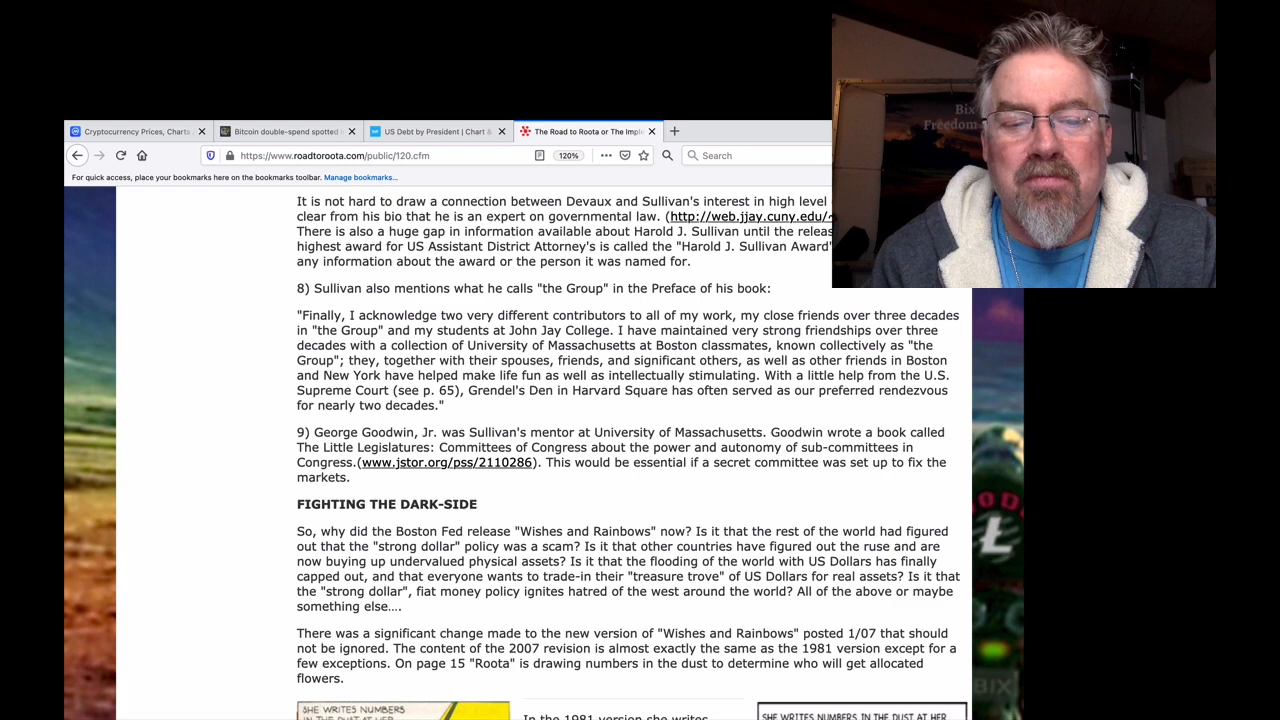 Cryptocurrency Prices, Charts
Bitcoin double-spend spotted
US Debt by President | Chart &
The Road to Roota or The Imple
https://www.roadtoroota.com/public/120.cfm
120%
Search
For quick access, place your bookmarks here on the bookmarks toolbar. Manage bookmarks...
Bix
Freedom
It is not hard to draw a connection between Devaux and Sullivan's interest in high level
clear from his bio that he is an expert on governmental law. (http://web.jjay.cuny.edu/~
There is also a huge gap in information available about Harold J. Sullivan until the releas
highest award for US Assistant District Attorney's is called the "Harold J. Sullivan Award"
any information about the award or the person it was named for.
8) Sullivan also mentions what he calls "the Group" in the Preface of his book:
"Finally, I acknowledge two very different contributors to all of my work, my close friends over three decades
in "the Group" and my students at John Jay College. I have maintained very strong friendships over three
decades with a collection of University of Massachusetts at Boston classmates, known collectively as "the
Group"; they, together with their spouses, friends, and significant others, as well as other friends in Boston
and New York have helped make life fun as well as intellectually stimulating. With a little help from the U.S.
Supreme Court (see p. 65), Grendel's Den in Harvard Square has often served as our preferred rendezvous
for nearly two decades."
9) George Goodwin, Jr. was Sullivan's mentor at University of Massachusetts. Goodwin wrote a book called
The Little Legislatures: Committees of Congress about the power and autonomy of sub-committees in
Congress.(www.jstor.org/pss/2110286). This would be essential if a secret committee was set up to fix the
markets.
FIGHTING THE DARK-SIDE
So, why did the Boston Fed release "Wishes and Rainbows" now? Is it that the rest of the world had figured
out that the "strong dollar" policy was a scam? Is it that other countries have figured out the ruse and are
now buying up undervalued physical assets? Is it that the flooding of the world with US Dollars has finally
capped out, and that everyone wants to trade-in their "treasure trove" of US Dollars for real assets? Is it that
the "strong dollar", fiat money policy ignites hatred of the west around the world? All of the above or maybe
something else....
There was a significant change made to the new version of "Wishes and Rainbows" posted 1/07 that should
not be ignored. The content of the 2007 revision is almost exactly the same as the 1981 version except for a
few exceptions. On page 15 "Roota" is drawing numbers in the dust to determine who will get allocated
flowers.
SHE WRITES NUMBERS
IN THE DUST AT HER
In the 1981 version she writes
SHE WRITES NUMBERS IN THE DUST AT HER
BIX